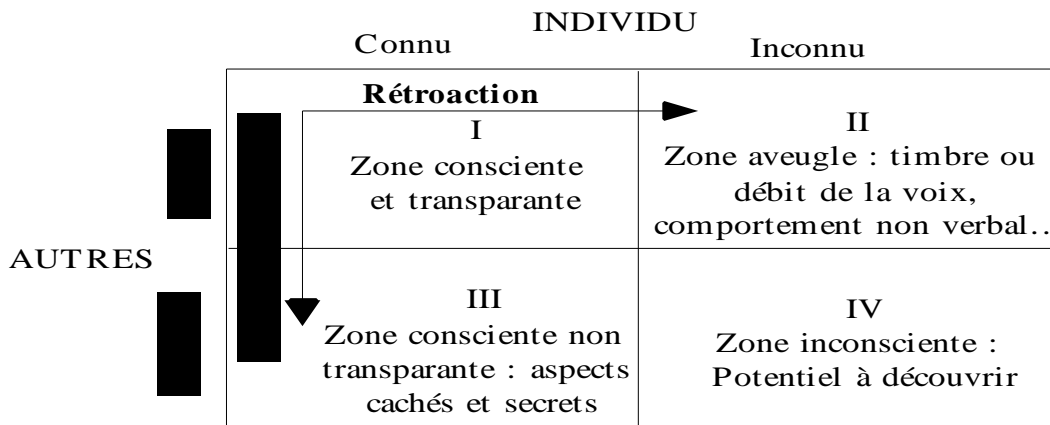 INDIVIDU
Connu
Inconnu
Rétroaction
I
Zone consciente
et transparante
II
Zone aveugle : timbre ou
débit de la voix,
comportement non verbal..
AUTRES
III
Zone consciente non
transparante : aspects
cachés et secrets
IV
Zone inconsciente :
Potentiel à découvrir